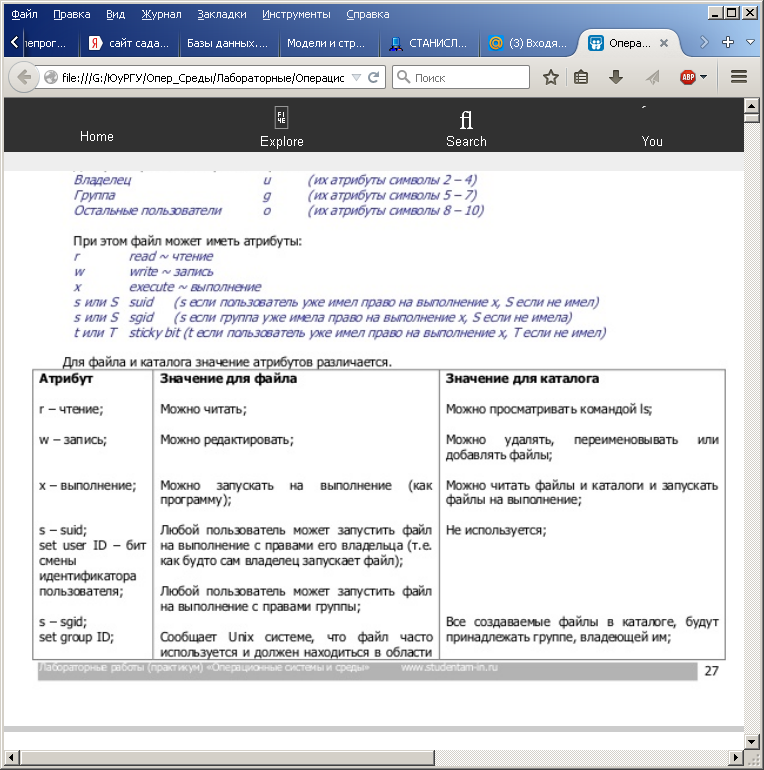 Файл Правка Вид Журнал Закладки Инструменты Справка
непрог... сайт сада... Базы данных.... Модели и стр... СТАНИСЛ... (3) Входя... Опера...
file:///G:/ЮуРГУ/Опер_Среды/Лабораторные/Операцис Поиск ABP
Home Explore Search You
Владелец u (их атрибуты символы 2 – 4)
Группа g (их атрибуты символы 5 – 7)
Остальные пользователи o (их атрибуты символы 8 – 10)
При этом файл может иметь атрибуты:
r read ~ чтение
w write ~ запись
x execute ~ выполнение
s или S suid (s если пользователь уже имел право на выполнение x, S если не имел)
s или S sgid (s если группа уже имела право на выполнение x, S если не имела)
t или T sticky bit (t если пользователь уже имел право на выполнение x, T если не имел)
Для файла и каталога значение атрибутов различается.
Атрибут Значение для файла Значение для каталога
r – чтение; Можно читать; Можно просматривать командой ls;
w – запись; Можно редактировать; Можно удалять, переименовывать или
добавлять файлы;
x – выполнение; Можно запускать на выполнение (как Можно читать файлы и каталоги и запускать
программу); файлы на выполнение;
s – suid; Любой пользователь может запустить файл Не используется;
set user ID – бит на выполнение с правами его владельца (т.е.
смены как будто сам владелец запускает файл);
идентификатора
пользователя; Любой пользователь может запустить файл
на выполнение с правами группы;
s – sgid; Все создаваемые файлы в каталоге, будут
set group ID; Сообщает Unix системе, что файл часто принадлежать группе, владеющей им;
используется и должен находиться в области
Лабораторные работы (практикум) «Операционные системы и среды» www.studentam-in.ru 27